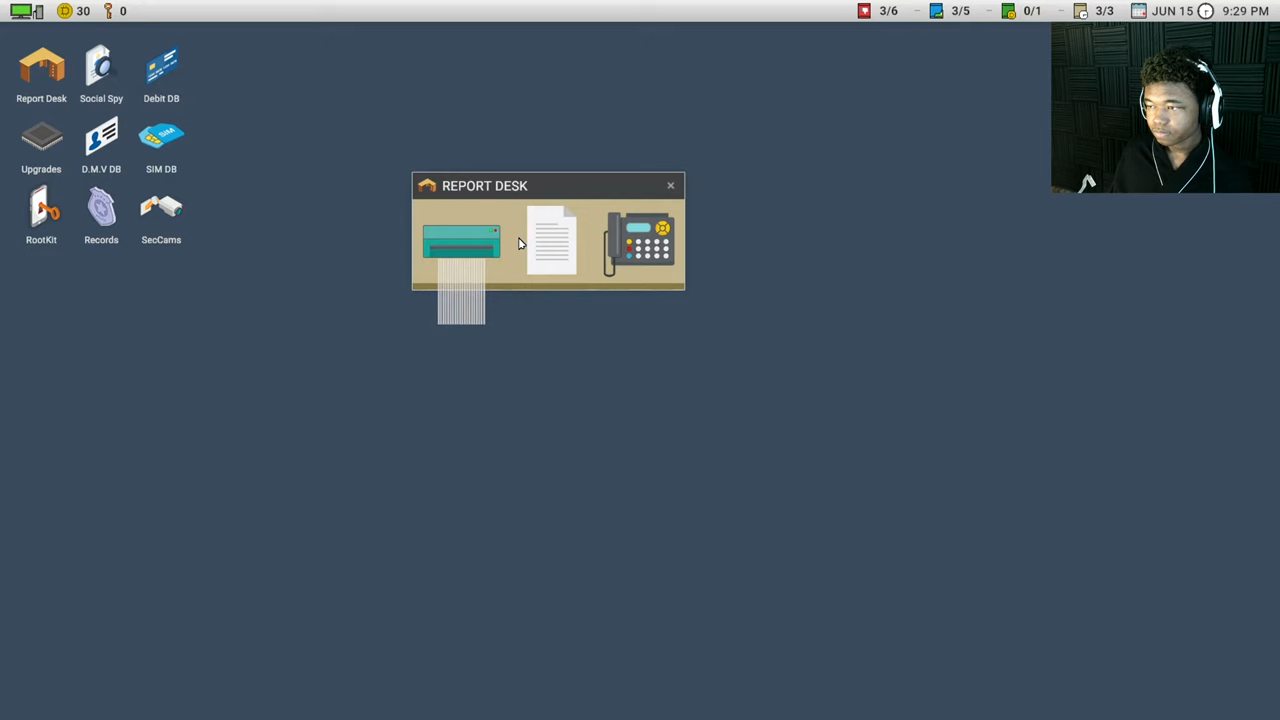 30 0 3/6 3/5 0/1 3/3 JUN 15 9:29 PM
Report Desk Social Spy Debit DB
SIM
Upgrades D.M.V DB SIM DB
RootKit Records SecCams
REPORT DESK